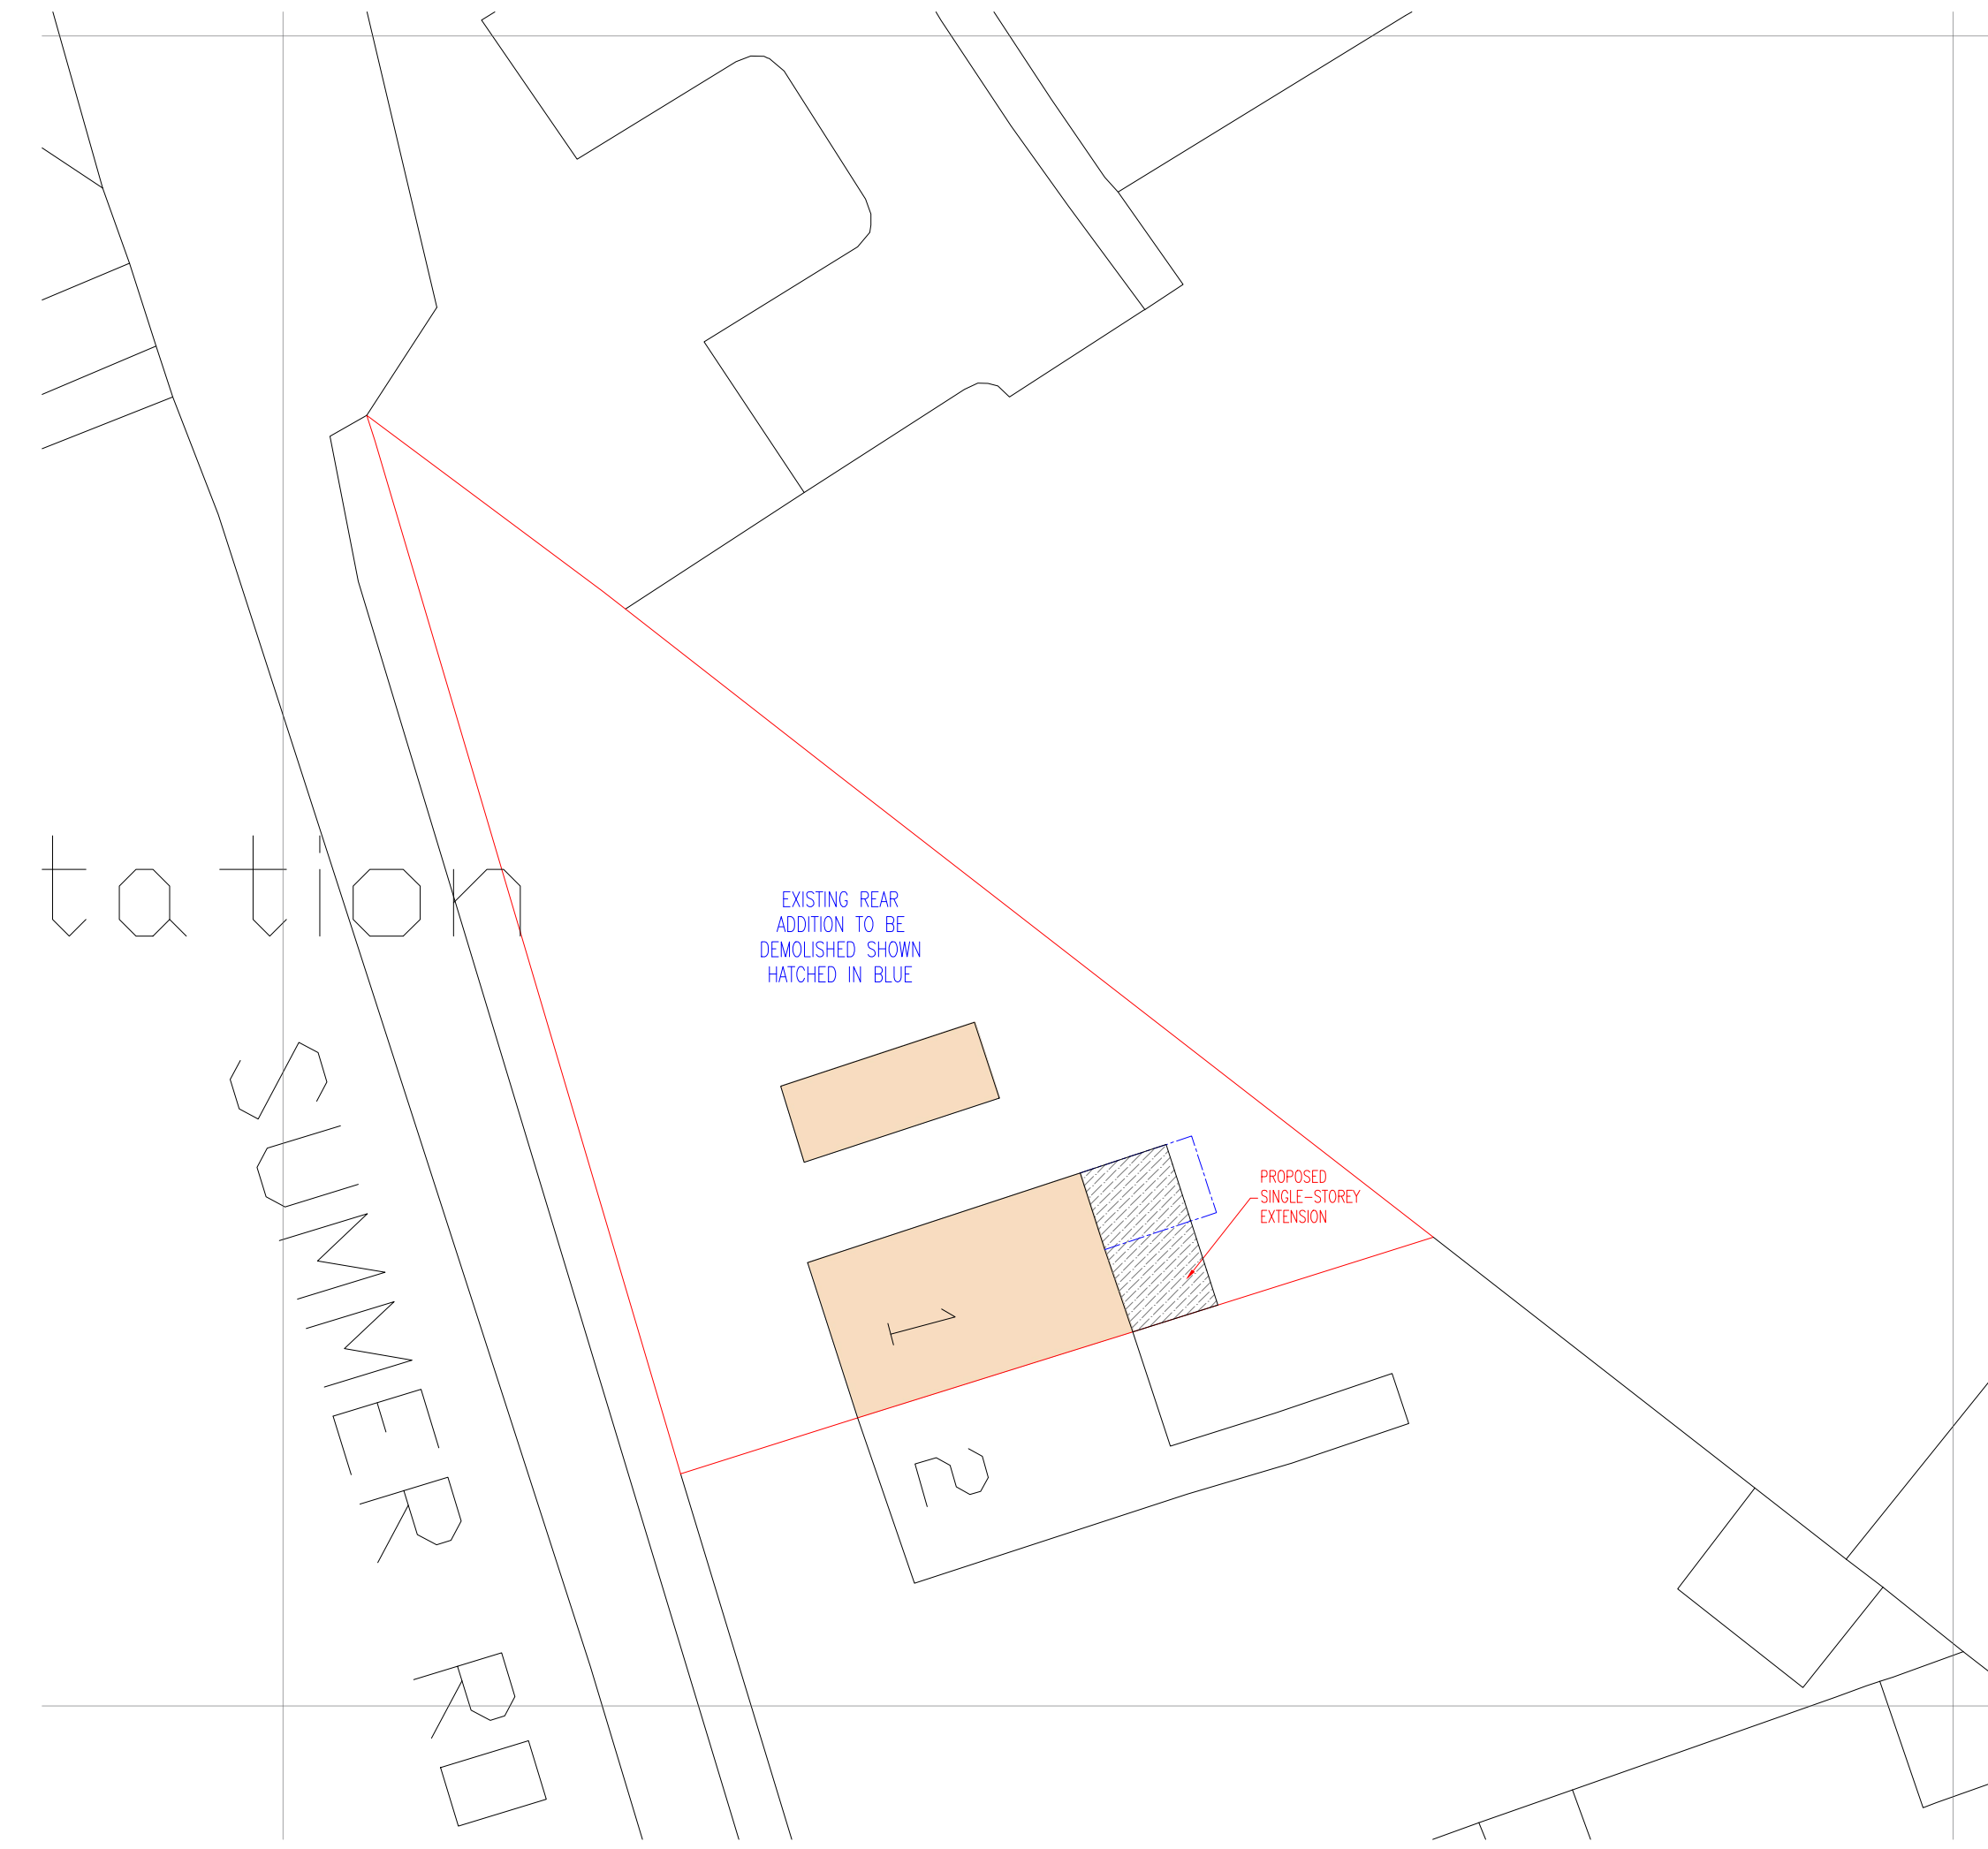 tation
SUMMER RD
EXISTING REAR
ADDITION TO BE
DEMOLISHED SHOWN
HATCHED IN BLUE
PROPOSED
SINGLE-STOREY
EXTENSION
1
2